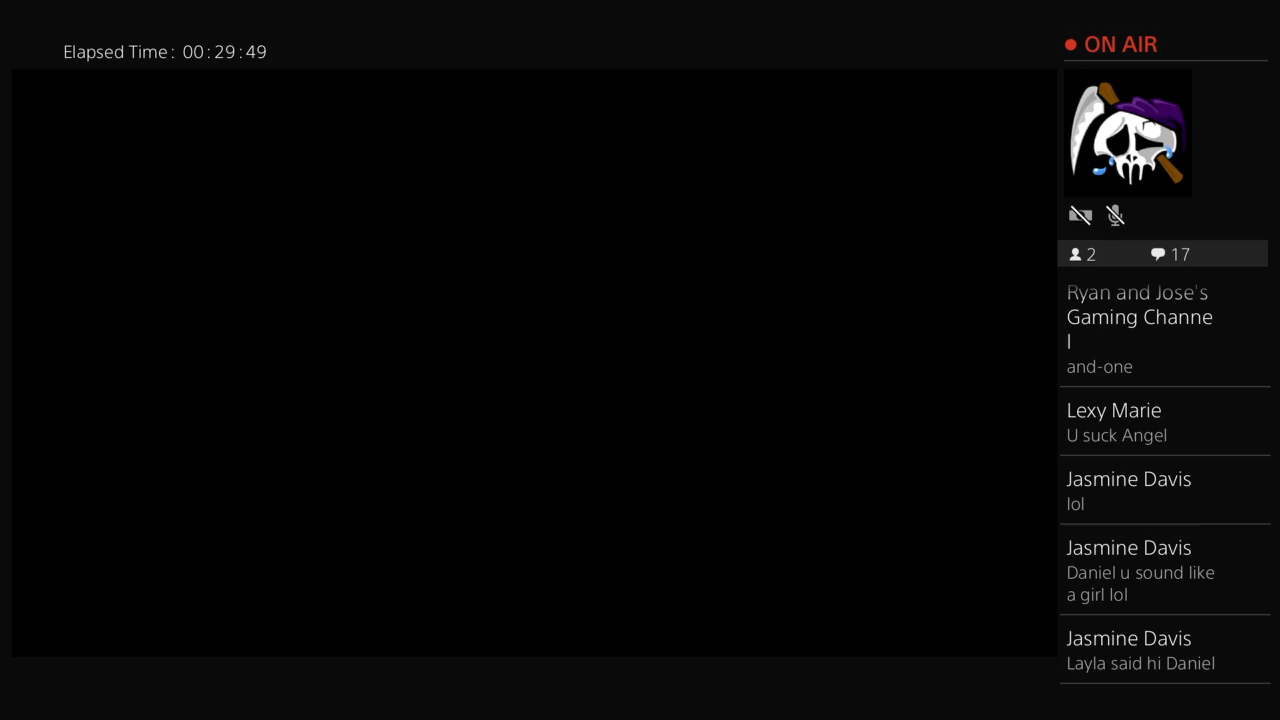 Elapsed Time: 00:29:49
ON AIR
2 17
Ryan and Jose's
Gaming Channe
l
and-one
Lexy Marie
U suck Angel
Jasmine Davis
lol
Jasmine Davis
Daniel u sound like
a girl lol
Jasmine Davis
Layla said hi Daniel